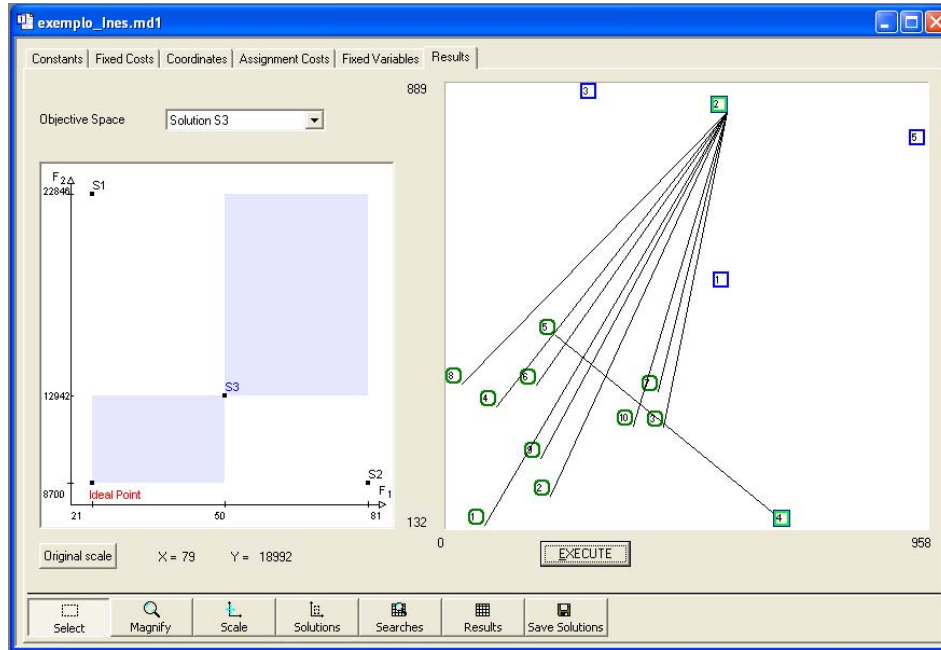 exemplo_Ines.md1
Constants Fixed Costs Coordinates Assignment Costs Fixed Variables Results
Objective Space Solution S3
F2
22846
S1
12942
S3
8700
Ideal Point
S2
F1
21 50 81
Original scale X = 79 Y = 18992
889
3
2
5
1
5
8
6
7
4
10
3
9
2
1
4
132
0
958
EXECUTE
Select Magnify Scale Solutions Searches Results Save Solutions